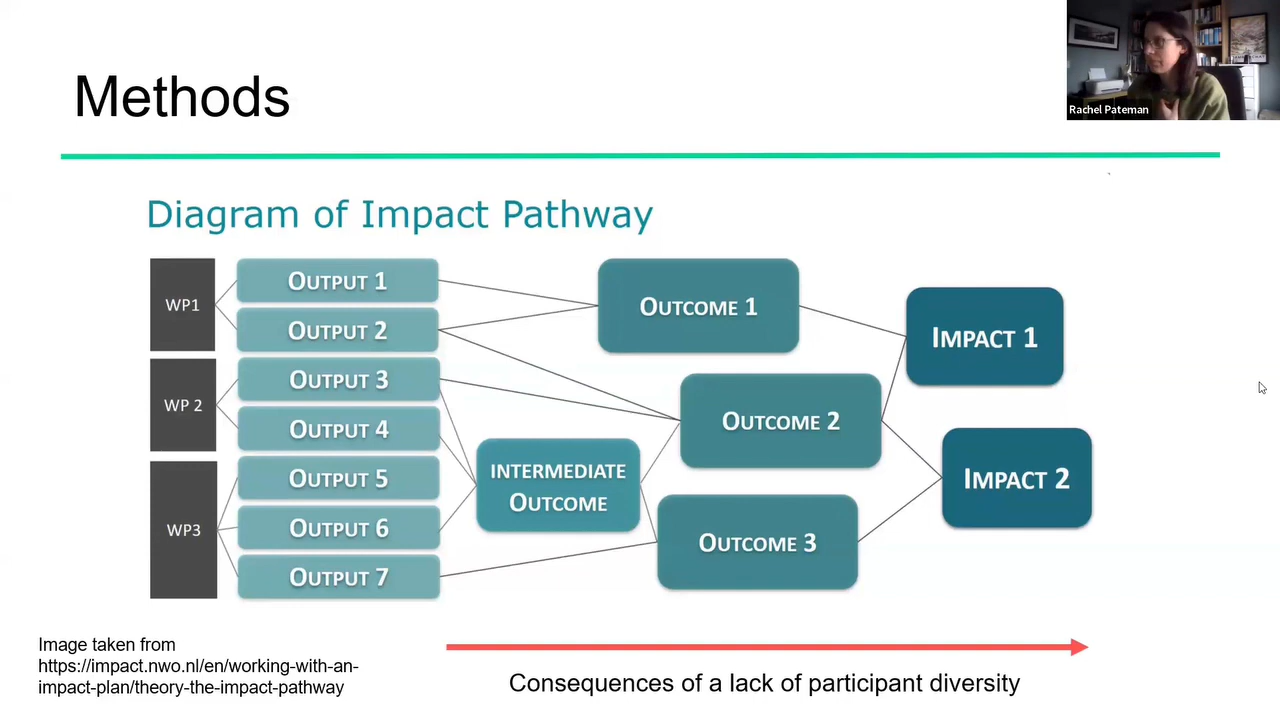 Methods
Rachel Pateman
Diagram of Impact Pathway
WP1
OUTPUT 1
OUTPUT 2
WP 2
OUTPUT 3
OUTPUT 4
WP3
OUTPUT 5
OUTPUT 6
OUTPUT 7
INTERMEDIATE
OUTCOME
OUTCOME 1
OUTCOME 2
OUTCOME 3
IMPACT 1
IMPACT 2
Image taken from
https://impact.nwo.nl/en/working-with-an-
impact-plan/theory-the-impact-pathway
Consequences of a lack of participant diversity